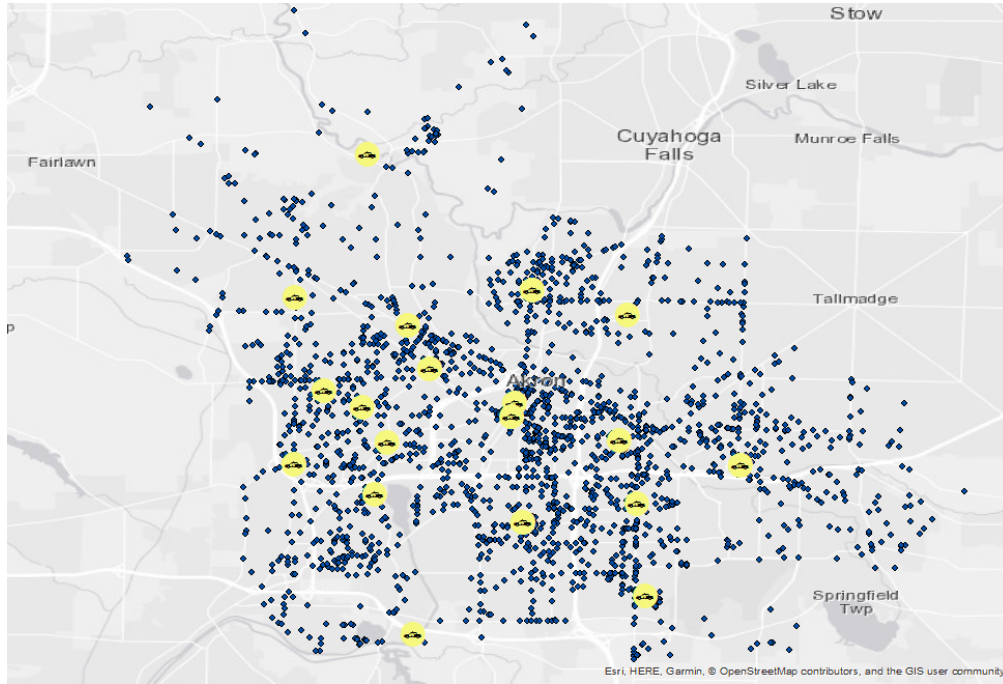 Stow
Silver Lake
Cuyahoga
Falls
Munroe Falls
Fairlawn
Tallmadge
p
Akron
Springfield
Twp
Esri, HERE, Garmin, © OpenStreetMap contributors, and the GIS user community